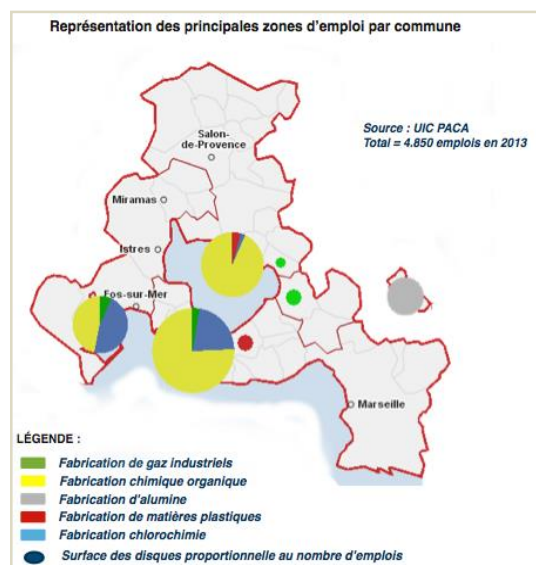 Représentation des principales zones d'emploi par commune
Salon-
de-Provence
Source : UIC PACA
Total = 4.850 emplois en 2013
Miramas
Istres
Fos-sur-Mer
Marseille
LÉGENDE :
Fabrication de gaz industriels
Fabrication chimique organique
Fabrication d'alumine
Fabrication de matières plastiques
Fabrication chlorochimie
Surface des disques proportionnelle au nombre d'emplois